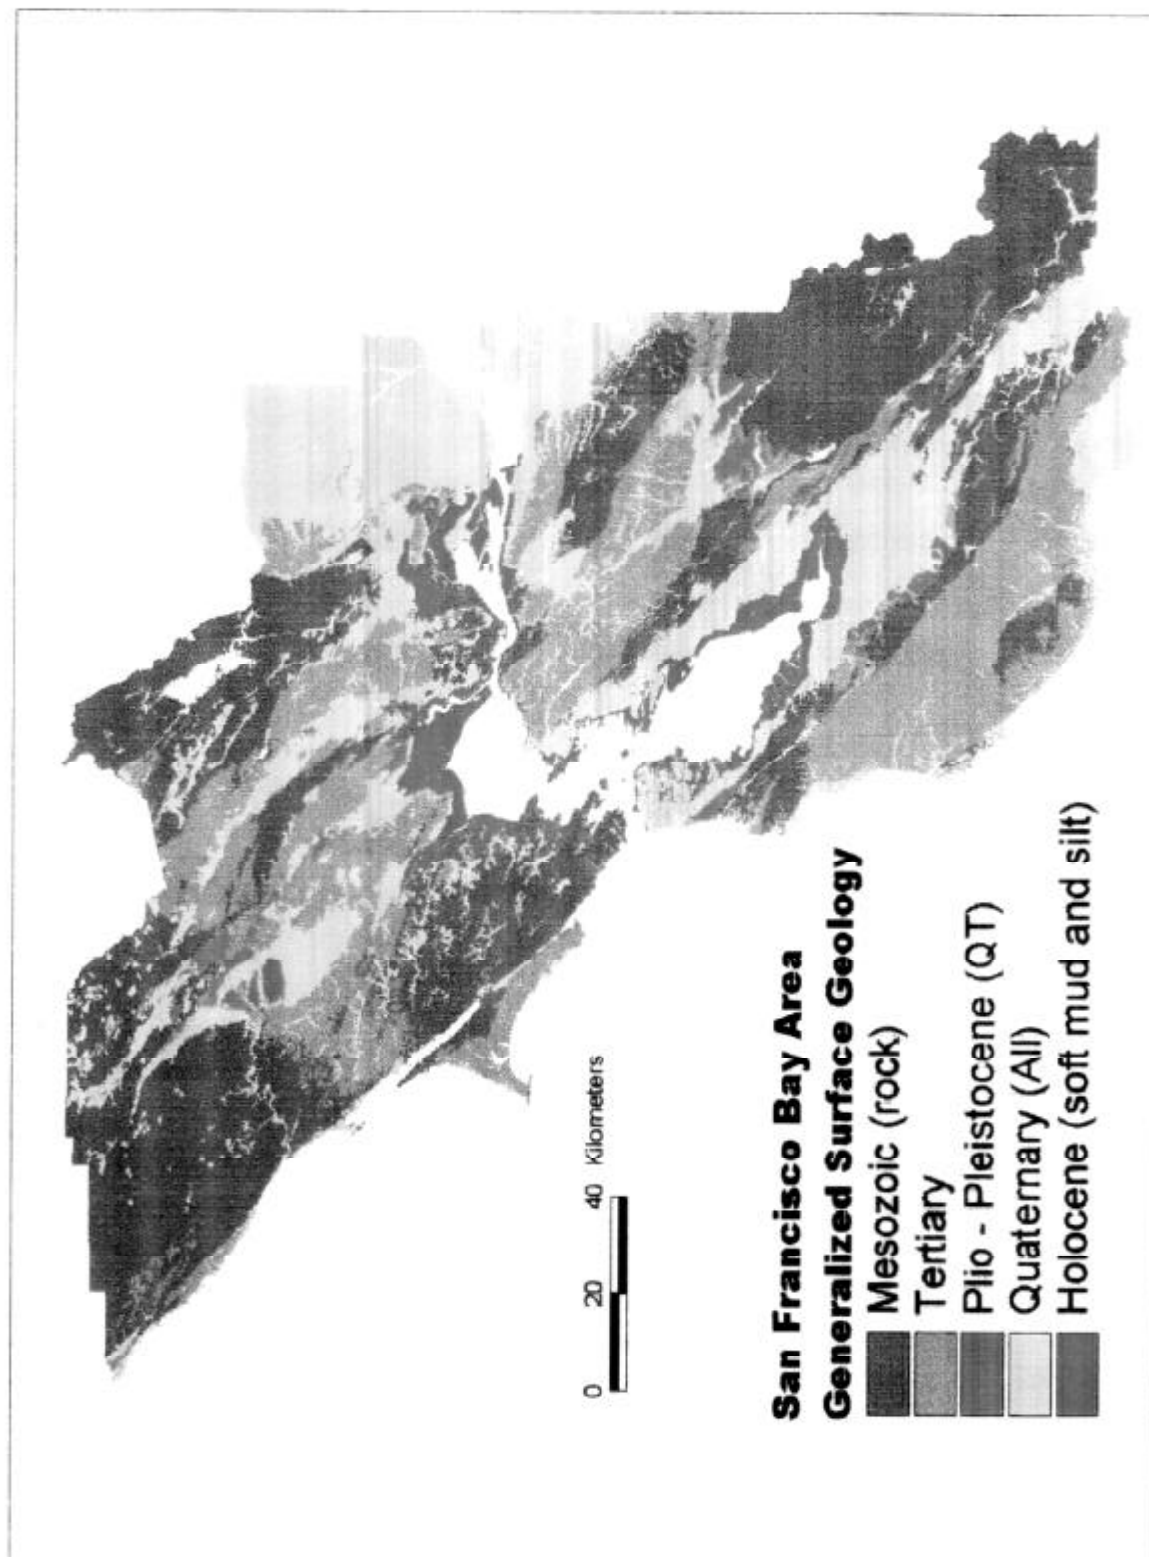 San Francisco Bay Area
Generalized Surface Geology
Mesozoic (rock)
Tertiary
Plio - Pleistocene (QT)
Quaternary (All)
Holocene (soft mud and silt)
0 20 40 Kilometers